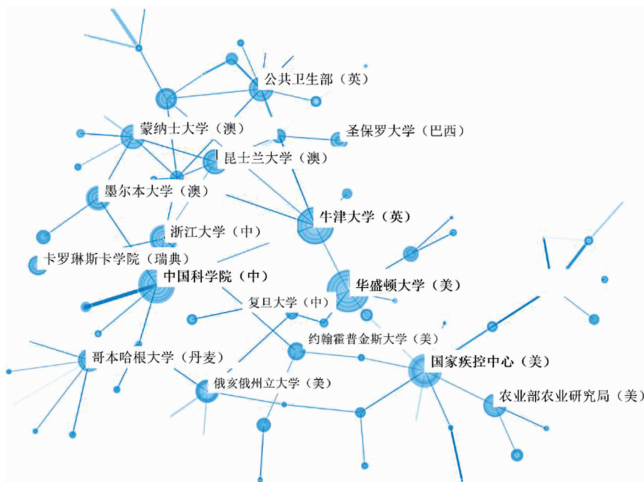 公共卫生部（英）
蒙纳士大学（澳）
圣保罗大学（巴西）
昆士兰大学（澳）
墨尔本大学（澳）
牛津大学（英）
浙江大学（中）
卡罗琳斯卡学院（瑞典）
中国科学院（中）
华盛顿大学（美）
复旦大学（中）
约翰霍普金斯大学（美）
哥本哈根大学（丹麦）
国家疾控中心（美）
俄亥俄州立大学（美）
农业部农业研究局（美）